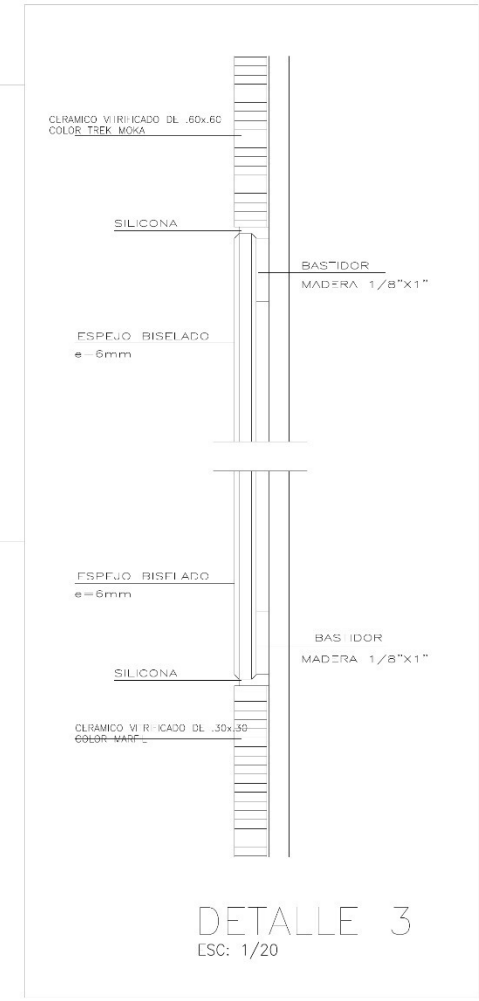 CERAMICO VITRIFICADO DE .60x.60
COLOR TREK MOKA
SILICONA
BASTIDOR
MADERA 1/8"X1"
ESPEJO BISELADO
e=6mm
ESPEJO BISELADO
e=6mm
BASTIDOR
MADERA 1/8"X1"
SILICONA
CERAMICO VITRIFICADO DE .30x.30
COLOR MARFIL
DETALLE 3
ESC: 1/20